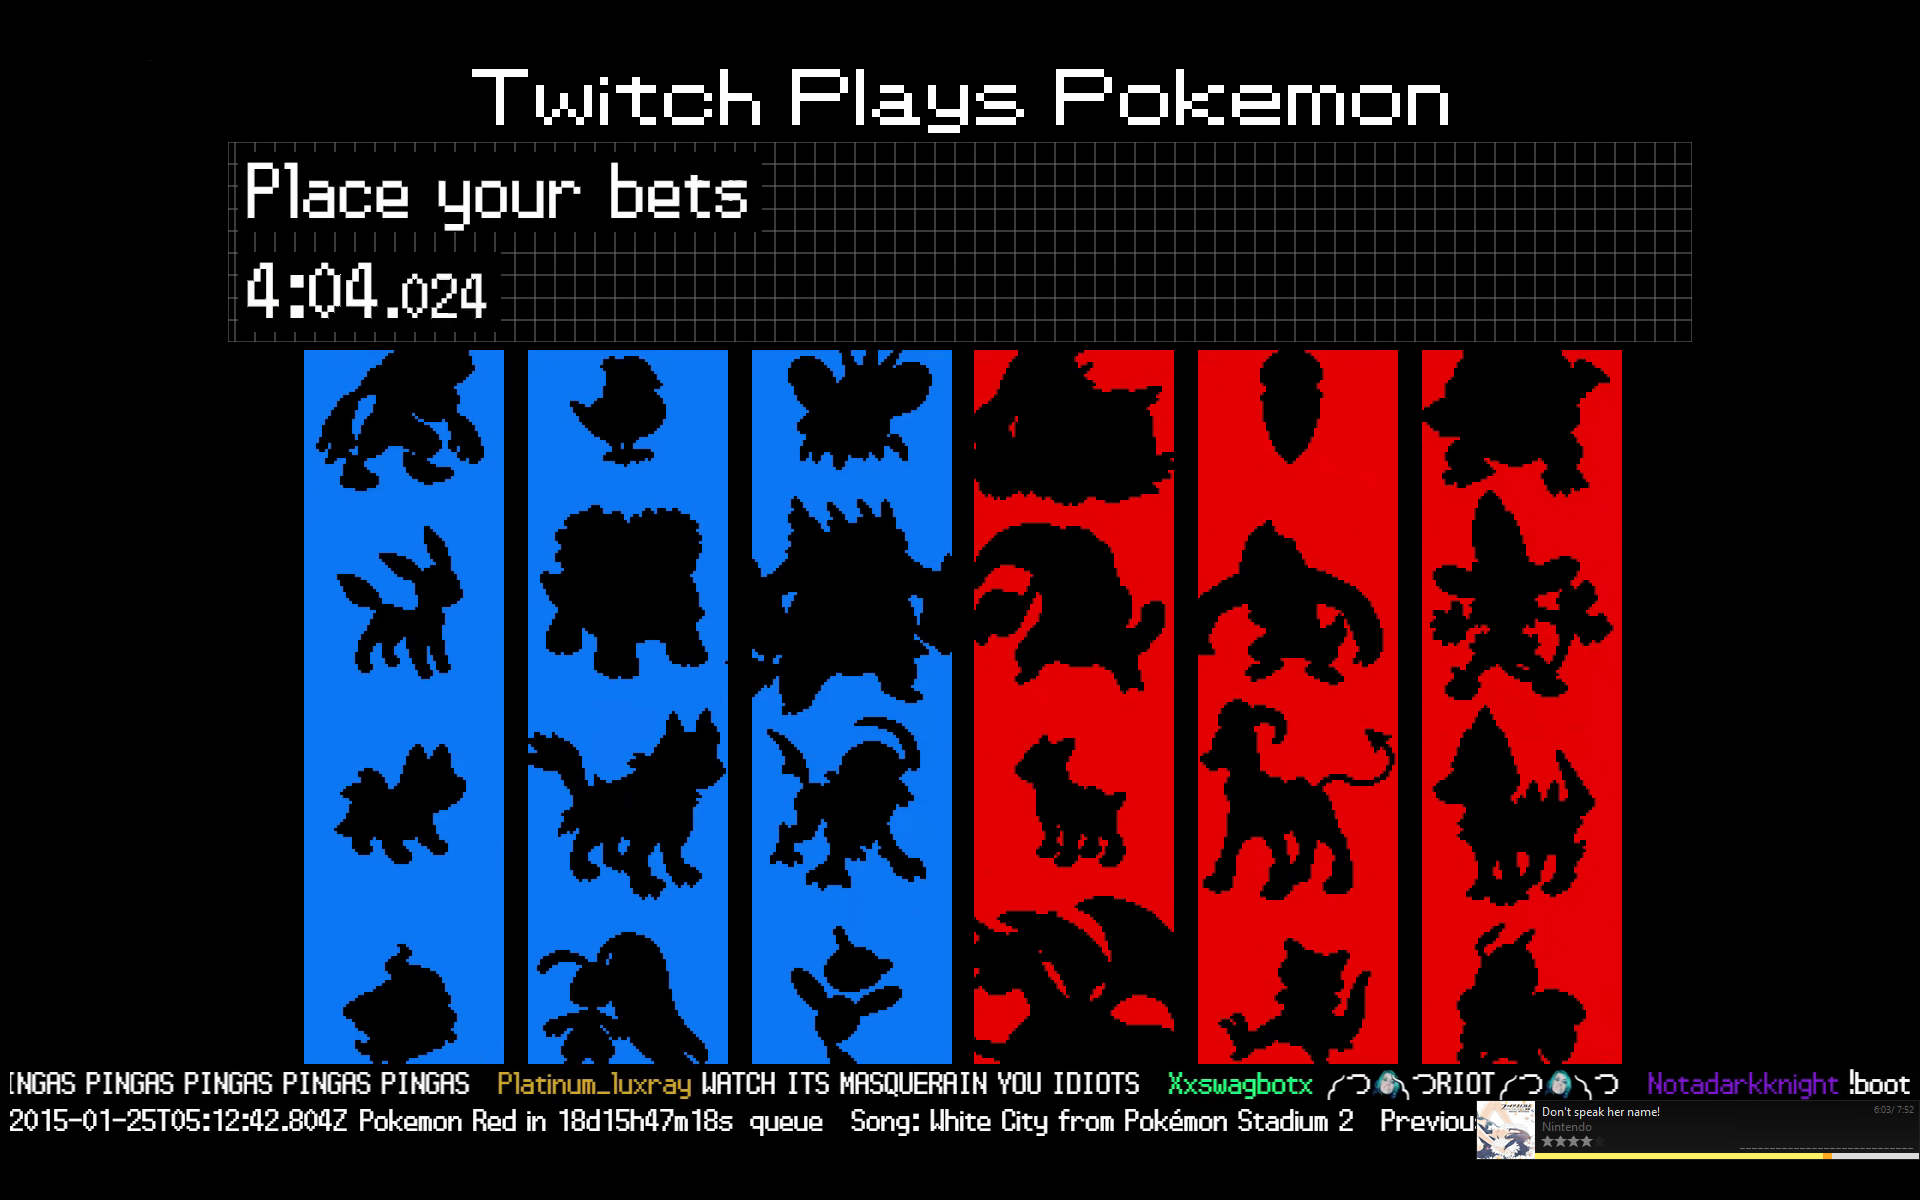 Twitch Plays Pokemon
Place your bets
4:04.024
INGAS PINGAS PINGAS PINGAS PINGAS Platinum_luxray WATCH ITS MASQUERAIN YOU IDIOTS Xxswagbotx RIOT Notadarkknight !boot
2015-01-25T05:12:42.804Z Pokemon Red in 18d15h47m18s queue Song: White City from Pokémon Stadium 2 Previou
Don't speak her name!
6:03/ 7:52
Nintendo